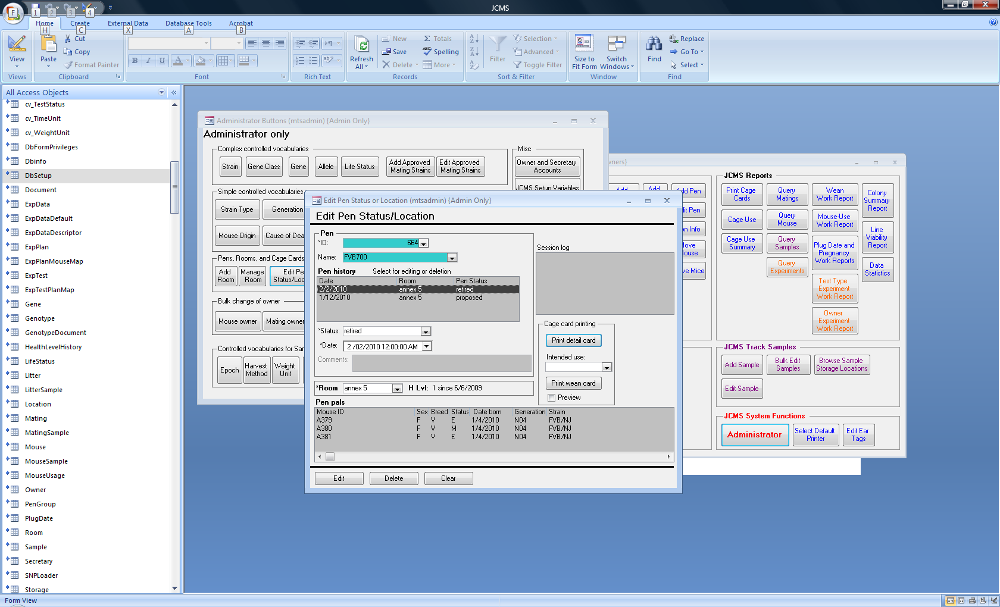 JCMS
F
1
2
3
4
Home
Create
External Data
Database Tools
Acrobat
H
C
X
A
B
View
Views
Paste
Cut
Copy
Format Painter
Clipboard
B I U A
Font
Rich Text
Refresh All
New
Save
Delete
Totals
Spelling
More
Records
Filter
Selection
Advanced
Toggle Filter
Sort & Filter
Size to Fit Form
Switch Windows
Window
Find
Replace
Go To
Select
Find
All Access Objects
cv_TestStatus
cv_TimeUnit
cv_WeightUnit
DbFormPrivileges
Dbinfo
DbSetup
Document
ExpData
ExpDataDefault
ExpDataDescriptor
ExpPlan
ExpPlanMouseMap
ExpTest
ExpTestPlanMap
Gene
Genotype
GenotypeDocument
HealthLevelHistory
LifeStatus
Litter
LitterSample
Location
Mating
MatingSample
Mouse
MouseSample
MouseUsage
Owner
PenGroup
PlugDate
Room
Sample
Secretary
SNPLoader
Storage
Administrator Buttons (mtsadmin) {Admin Only}
Administrator only
Complex controlled vocabularies
Strain
Gene Class
Gene
Allele
Life Status
Add Approved Mating Strains
Edit Approved Mating Strains
Misc
Owner and Secretary Accounts
JCMS Setup Variables
Simple controlled vocabularies
Strain Type
Generation
Mouse Origin
Cause of Dea
Pens, Rooms, and Cage Cards
Add Room
Manage Room
Edit Pe
Status/Loc
Bulk change of owner
Mouse owner
Mating owner
Controlled vocabularies for Sam
Epoch
Harvest Method
Weight Unit
Edit Pen Status or Location (mtsadmin) {Admin Only}
Edit Pen Status/Location
Pen
*ID: 664
Name: FVB700
Pen history
Select for editing or deletion
Date Room Pen Status
2/2/2010 annex 5 retired
1/12/2010 annex 5 proposed
*Status: retired
*Date: 2 /02/2010 12:00:00 AM
Comments:
*Room annex 5 H Lvl: 1 since 6/6/2009
Session log
Cage card printing
Print detail card
Intended use:
Print wean card
Preview
Pen pals
Mouse ID Sex Breed Status Date born Generation Strain
A379 F V E 1/4/2010 N04 FVB/NJ
A380 F V M 1/4/2010 N04 FVB/NJ
A381 F V E 1/4/2010 N04 FVB/NJ
Edit
Delete
Clear
wners}
Add
Add
Add Pen
dit Pen
en Info
Move
louse
ve Mice
JCMS Reports
Print Cage Cards
Query Matings
Wean Work Report
Colony Summary Report
Cage Use
Query Mouse
Mouse-Use Work Report
Cage Use Summary
Query Samples
Plug Date and Pregnancy Work Reports
Line Viability Report
Query Experiments
Data Statistics
Test Type Experiment Work Report
Owner Experiment Work Report
JCMS Track Samples
Add Sample
Bulk Edit Samples
Browse Sample Storage Locations
Edit Sample
JCMS System Functions
Administrator
Select Default Printer
Edit Ear Tags
Form View